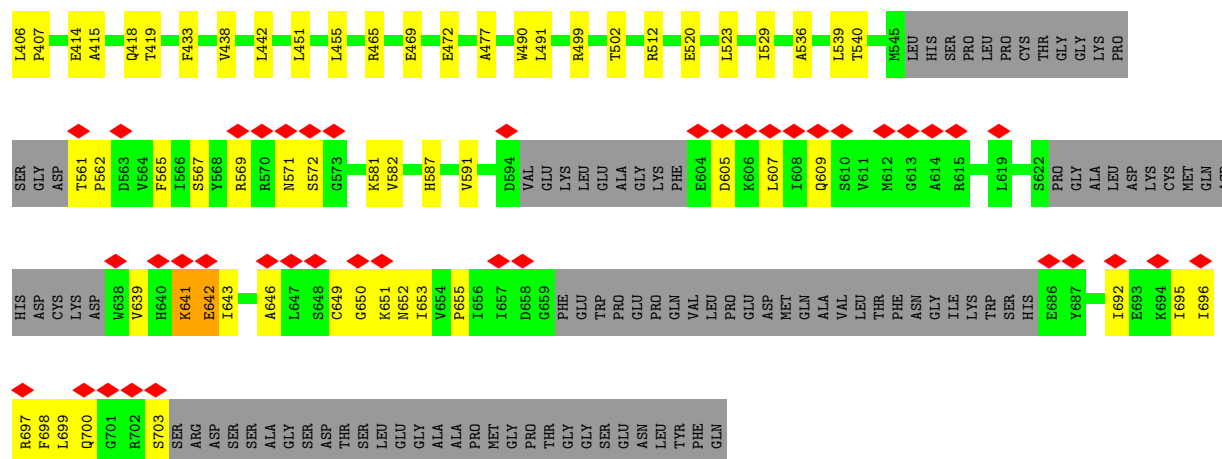 L406 P407 E414 A415 Q418 T419 F433 V438 L442 L451 L455 R465 E469 E472 A477 W490 L491 R499 T502 R512 E520 L523 I529 A536 L539 T540 M545 LEU HIS SER PRO LEU PRO CYS THR GLY GLY LYS PRO
SER GLY ASP T561 P562 D563 V564 F565 I566 S567 Y568 R569 R570 N571 S572 G573 K581 V582 H587 V591 D594 VAL GLU LYS LEU GLU ALA GLY LYS PHE E604 D605 K606 L607 I608 Q609 S610 V611 M612 G613 A614 R615 L619 S622 PRO GLY ALA LEU ASP LYS CYS MET GLN
HIS ASP CYS LYS ASP W638 V639 H640 K641 E642 I643 A646 L647 S648 C649 G650 K651 N652 I653 V654 P655 I656 I657 D658 G659 PHE GLU TRP PRO GLU PRO GLN VAL LEU PRO GLU ASP MET GLN ALA VAL LEU THR PHE ASN GLY ILE LYS TRP SER HIS E686 Y687 I692 E693 K694 I695 I696
R697 F698 L699 Q700 G701 R702 S703 SER ARG ASP SER SER ALA GLY SER ASP THR SER LEU GLU GLY ALA ALA PRO MET GLY PRO THR GLY GLY SER GLU ASN LEU TYR PHE GLN